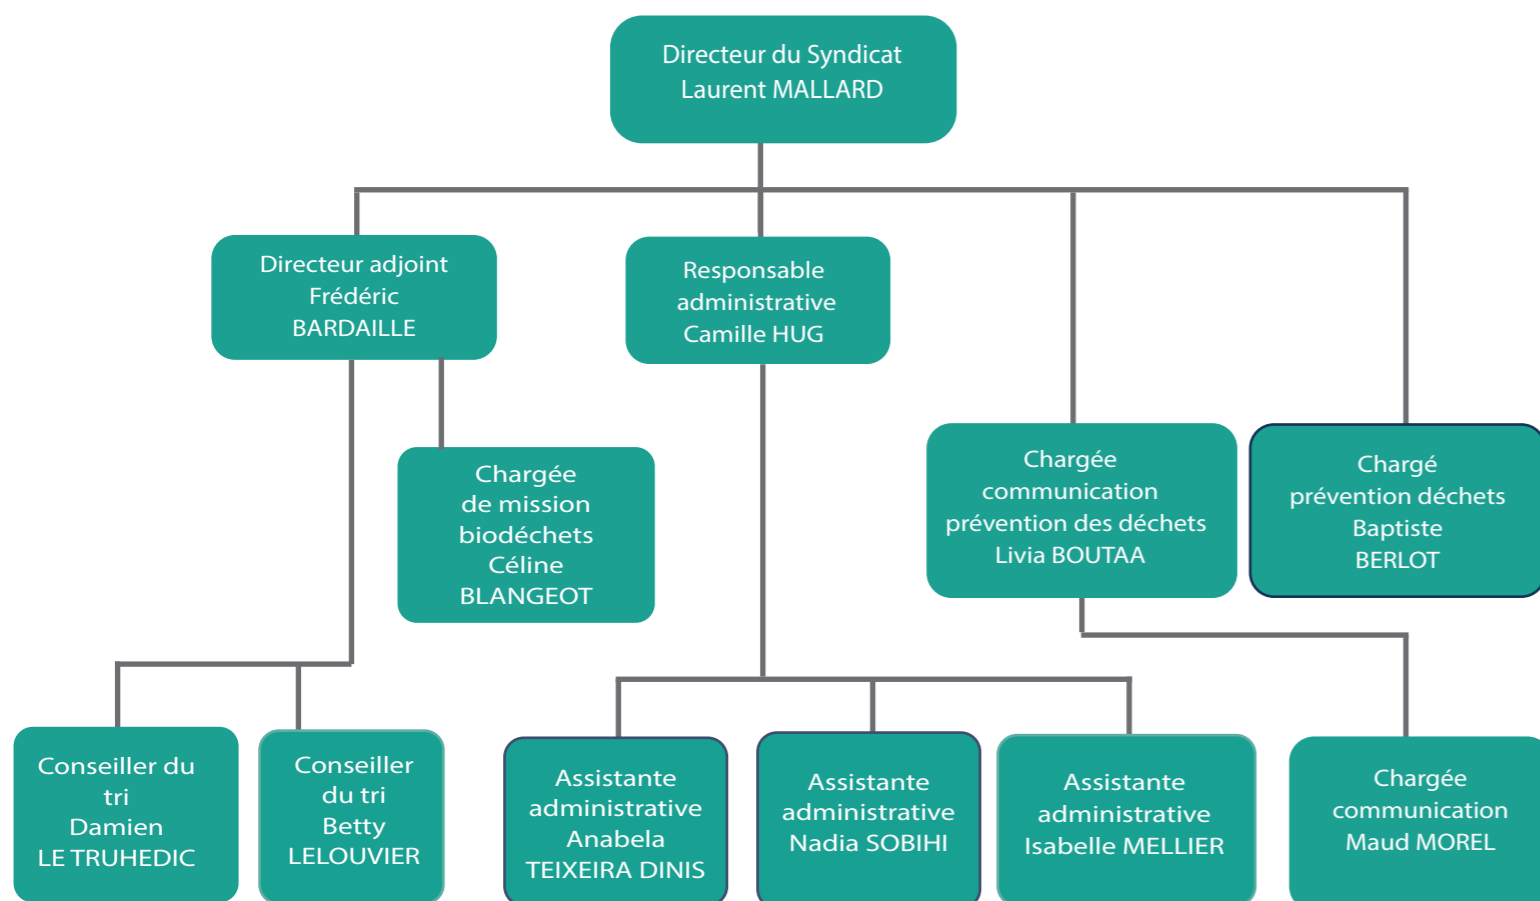 Directeur du Syndicat
Laurent MALLARD
Directeur adjoint
Frédéric
BARDAILLE
Responsable
administrative
Camille HUG
Chargée
de mission
biodéchets
Céline
BLANGEOT
Chargée
communication
prévention des déchets
Livia BOUTAA
Chargé
prévention déchets
Baptiste
BERLOT
Conseiller du
tri
Damien
LE TRUHEDIC
Conseiller
du tri
Betty
LELOUVIER
Assistante
administrative
Anabela
TEIXEIRA DINIS
Assistante
administrative
Nadia SOBIHI
Assistante
administrative
Isabelle MELLIER
Chargée
communication
Maud MOREL